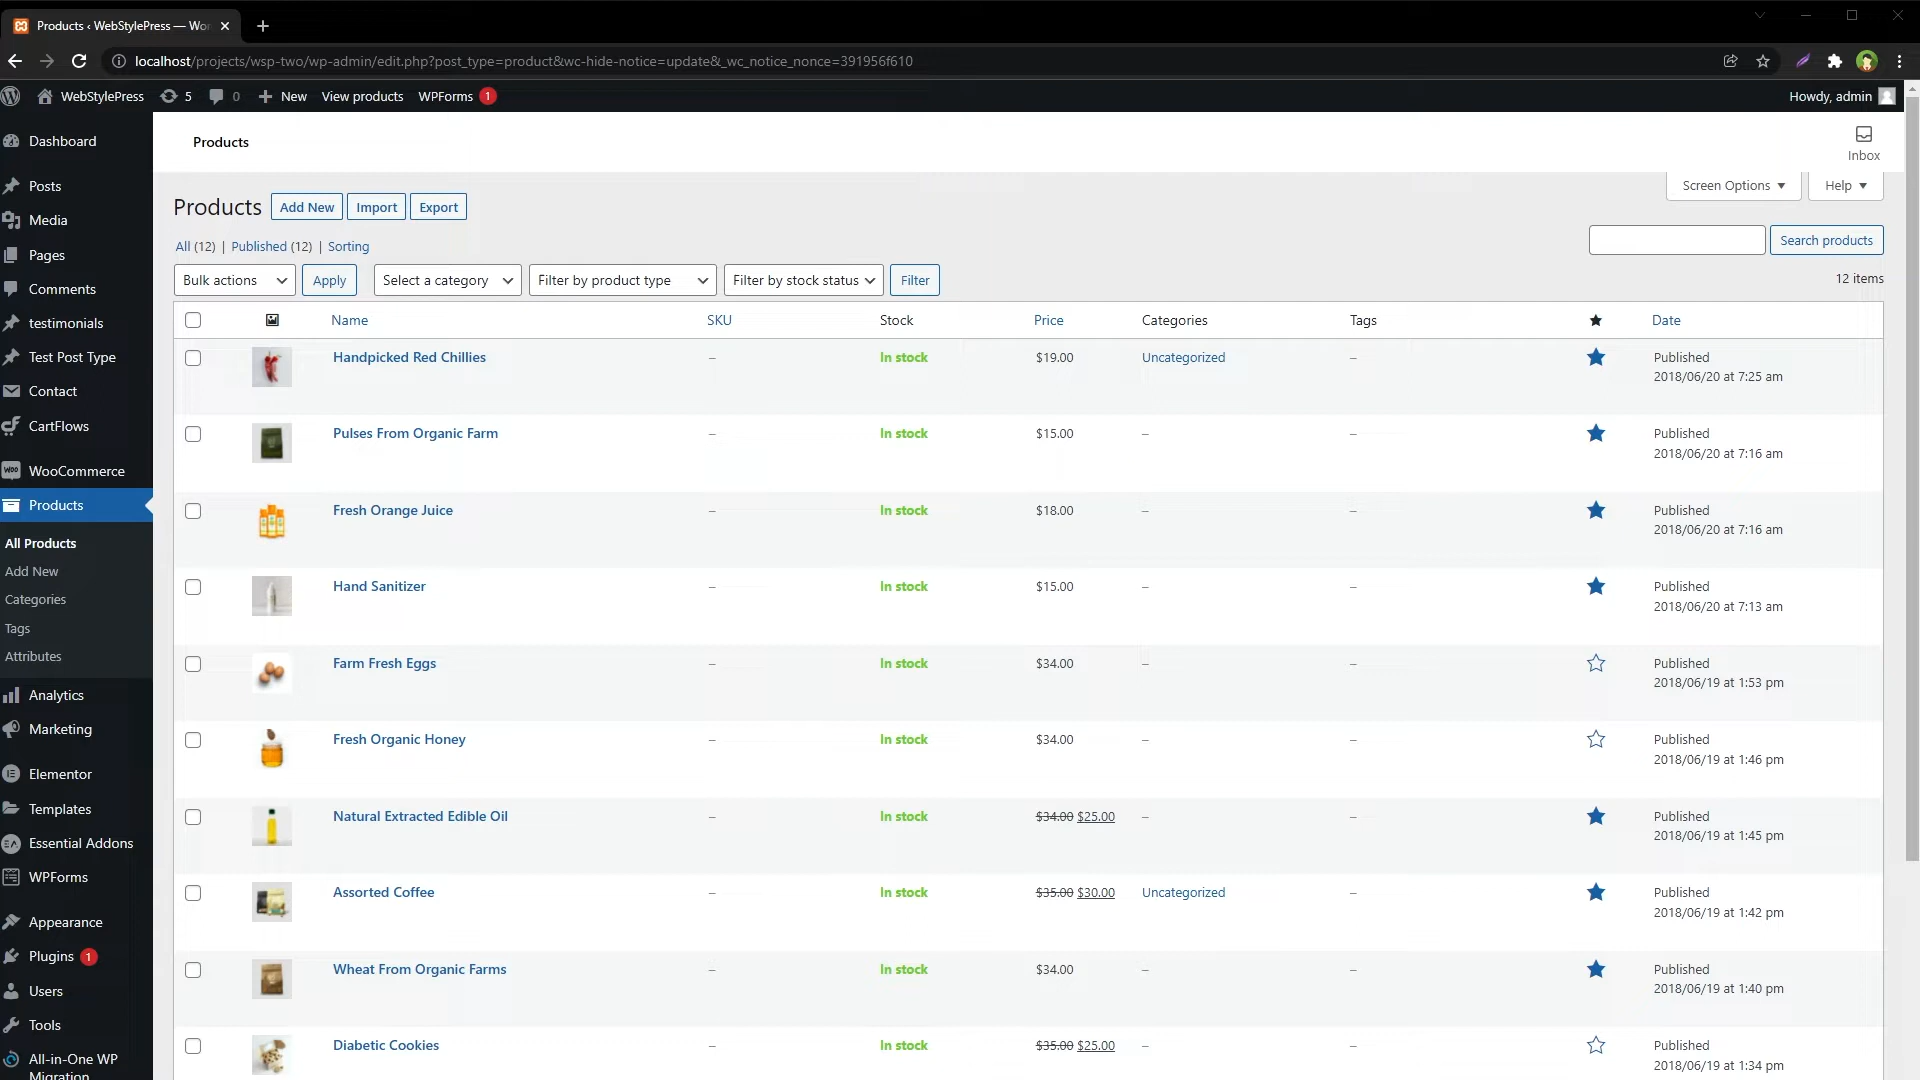 Products ‹ WebStylePress — Wor
localhost/projects/wsp-two/wp-admin/edit.php?post_type=product&wc-hide-notice=update&_wc_notice_nonce=391956f610
WebStylePress 5 0 New View products WPForms 1 Howdy, admin
Dashboard
Posts
Media
Pages
Comments
testimonials
Test Post Type
Contact
CartFlows
WooCommerce
Products
All Products
Add New
Categories
Tags
Attributes
Analytics
Marketing
Elementor
Templates
Essential Addons
WPForms
Appearance
Plugins 1
Users
Tools
All-in-One WP
Migration
Products
Inbox
Screen Options Help
Products Add New Import Export
All (12) | Published (12) | Sorting
Search products
Bulk actions Apply Select a category Filter by product type Filter by stock status Filter
12 items
Name SKU Stock Price Categories Tags Date
Handpicked Red Chillies – In stock $19.00 Uncategorized – Published
2018/06/20 at 7:25 am
Pulses From Organic Farm – In stock $15.00 – – Published
2018/06/20 at 7:16 am
Fresh Orange Juice – In stock $18.00 – – Published
2018/06/20 at 7:16 am
Hand Sanitizer – In stock $15.00 – – Published
2018/06/20 at 7:13 am
Farm Fresh Eggs – In stock $34.00 – – Published
2018/06/19 at 1:53 pm
Fresh Organic Honey – In stock $34.00 – – Published
2018/06/19 at 1:46 pm
Natural Extracted Edible Oil – In stock $34.00 $25.00 – – Published
2018/06/19 at 1:45 pm
Assorted Coffee – In stock $35.00 $30.00 Uncategorized – Published
2018/06/19 at 1:42 pm
Wheat From Organic Farms – In stock $34.00 – – Published
2018/06/19 at 1:40 pm
Diabetic Cookies – In stock $35.00 $25.00 – – Published
2018/06/19 at 1:34 pm